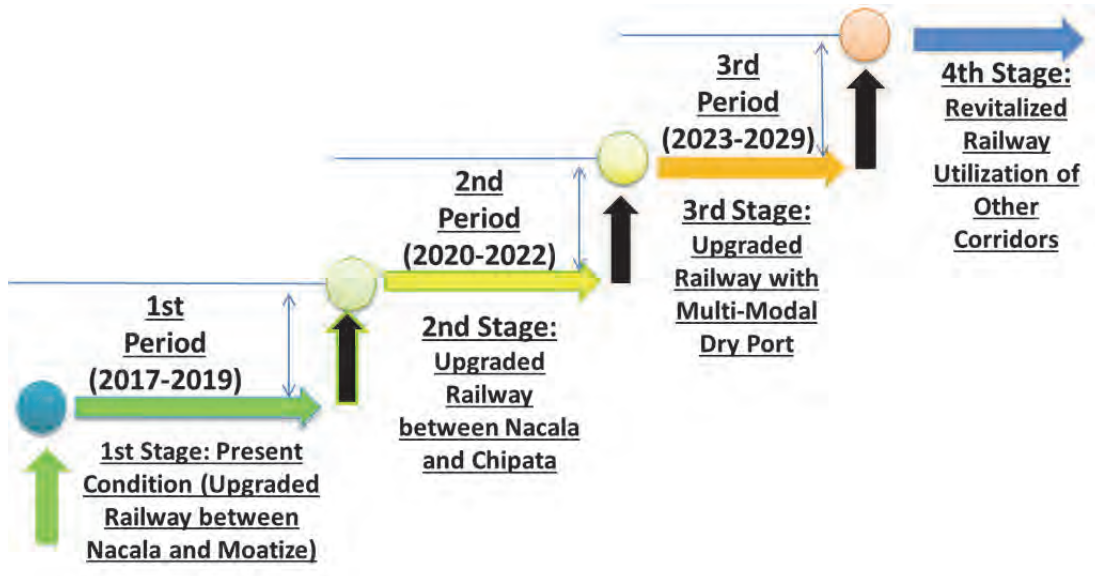 1st
Period
(2017-2019)
1st Stage: Present
Condition (Upgraded
Railway between
Nacala and Moatize)
2nd
Period
(2020-2022)
2nd Stage:
Upgraded
Railway
between Nacala
and Chipata
3rd
Period
(2023-2029)
3rd Stage:
Upgraded
Railway with
Multi-Modal
Dry Port
4th Stage:
Revitalized
Railway
Utilization of
Other
Corridors